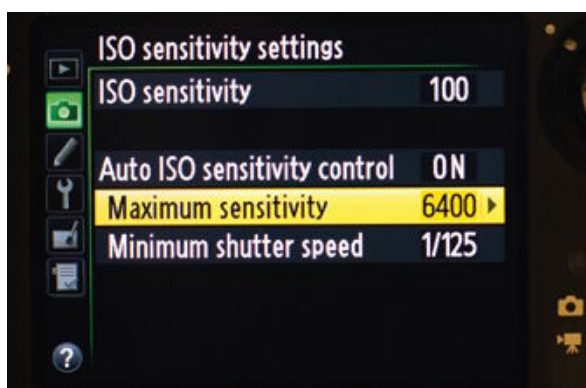 ISO sensitivity settings
ISO sensitivity 100
Auto ISO sensitivity control ON
Maximum sensitivity 6400
Minimum shutter speed 1/125
?